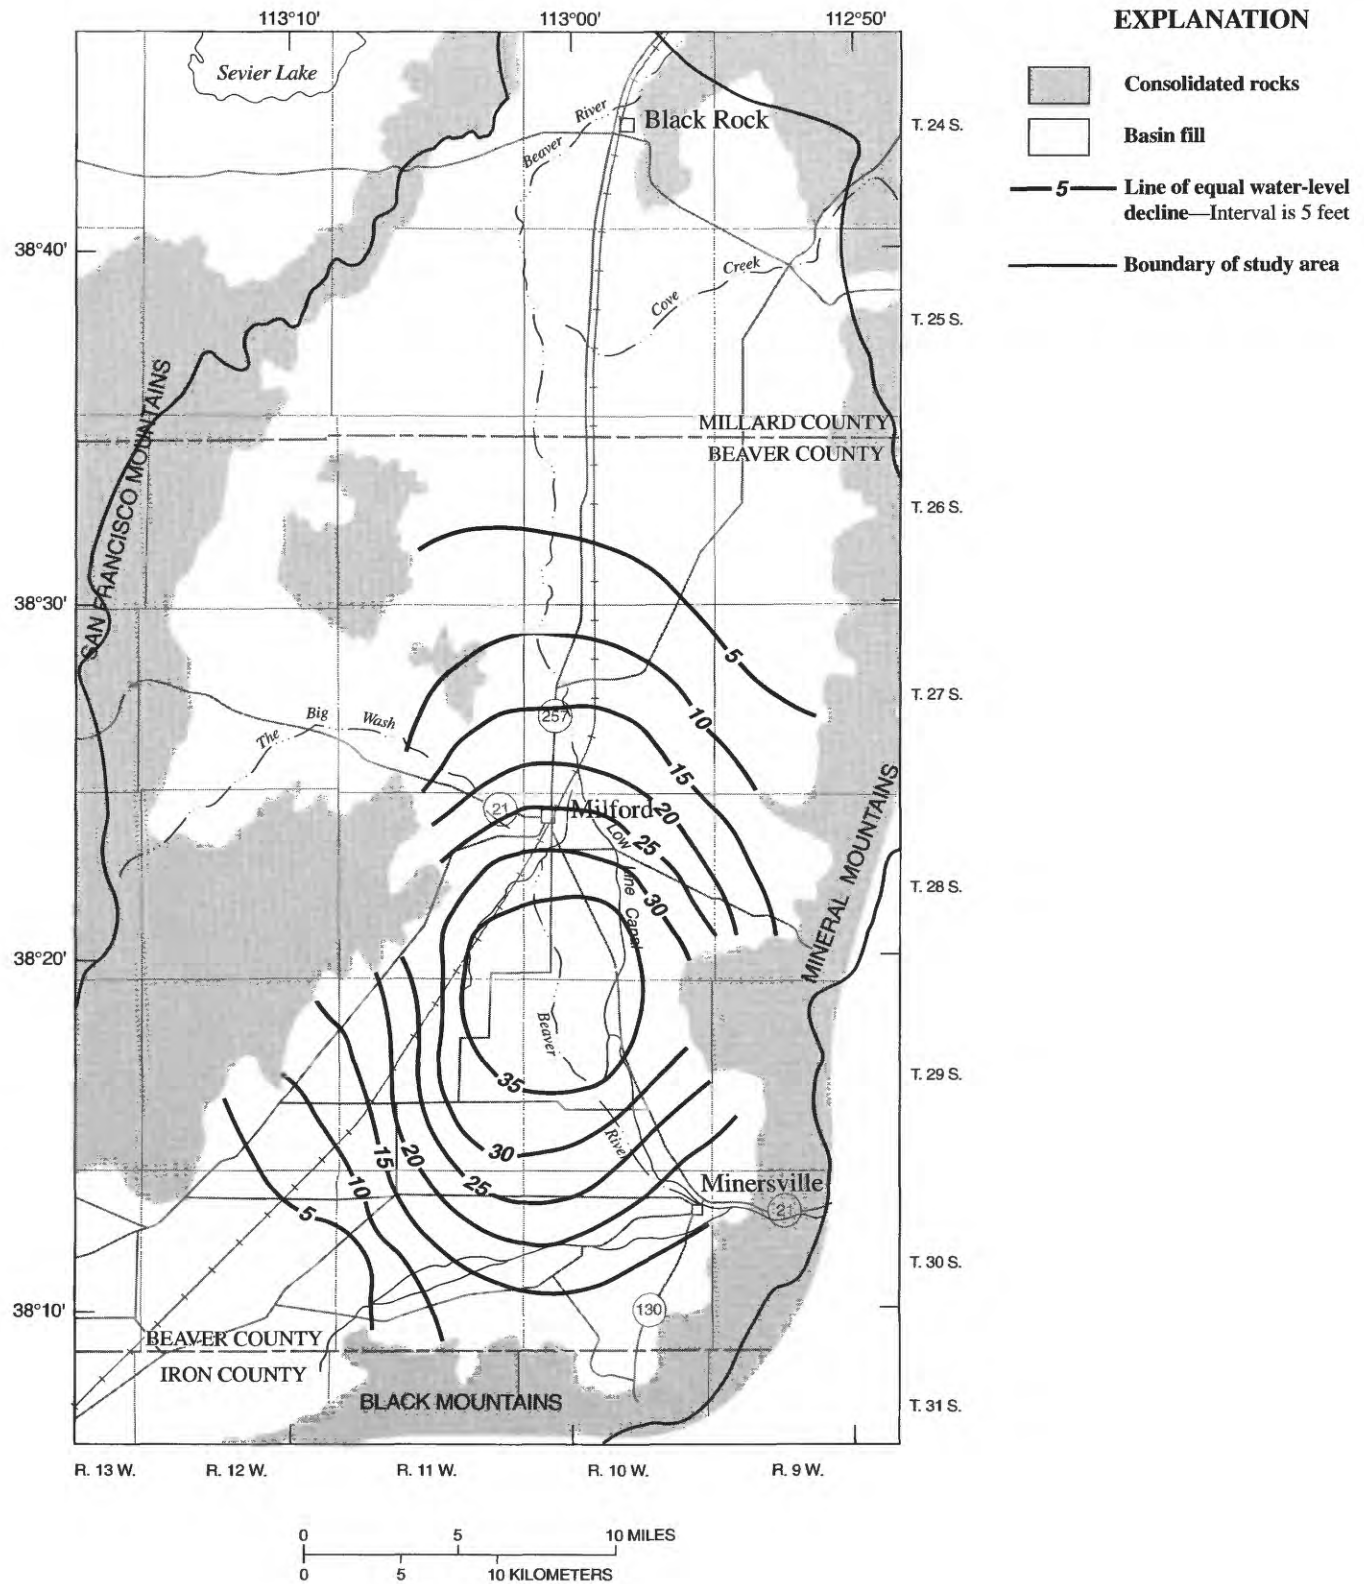 113°10'
113°00'
112°50'
EXPLANATION
Sevier Lake
Consolidated rocks
Beaver River
Black Rock
T. 24 S.
Basin fill
5
Line of equal water-level
decline—Interval is 5 feet
38°40'
Cove Creek
Boundary of study area
T. 25 S.
SAN FRANCISCO MOUNTAINS
MILLARD COUNTY
BEAVER COUNTY
T. 26 S.
38°30'
5
T. 27 S.
The Big Wash
257
10
15
21
Milford
20
Low Line Canal
25
MINERAL MOUNTAINS
T. 28 S.
30
38°20'
Beaver River
T. 29 S.
35
30
15
20
25
10
5
Minersville
21
T. 30 S.
38°10'
130
BEAVER COUNTY
IRON COUNTY
BLACK MOUNTAINS
T. 31 S.
R. 13 W.
R. 12 W.
R. 11 W.
R. 10 W.
R. 9 W.
0 5 10 MILES
0 5 10 KILOMETERS